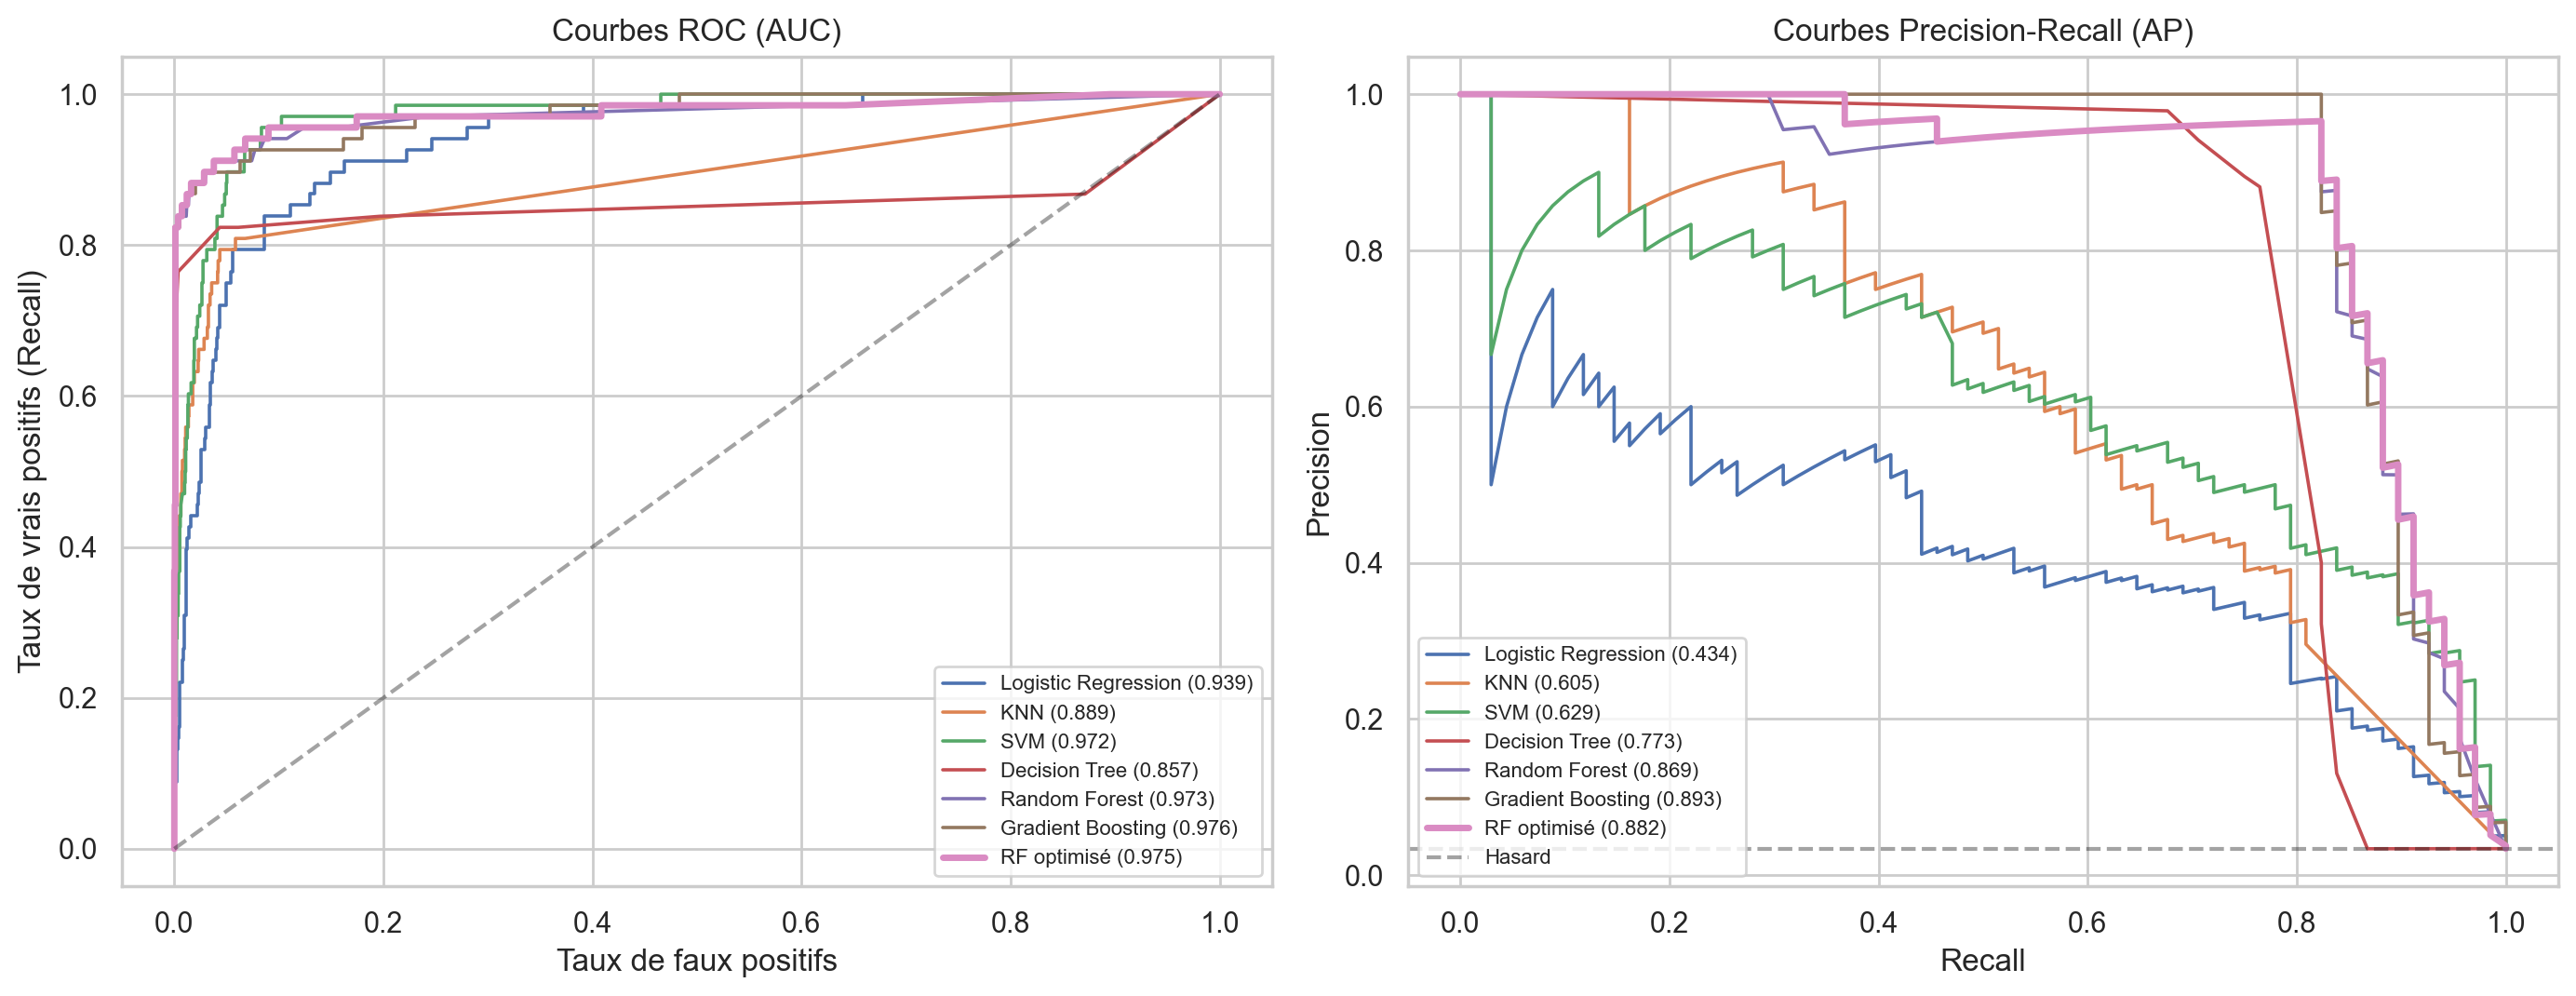 Courbes ROC (AUC)
Taux de vrais positifs (Recall)
1.0
0.8
0.6
0.4
0.2
0.0
0.0
0.2
0.4
0.6
0.8
1.0
Taux de faux positifs
Logistic Regression (0.939)
KNN (0.889)
SVM (0.972)
Decision Tree (0.857)
Random Forest (0.973)
Gradient Boosting (0.976)
RF optimisé (0.975)
Courbes Precision-Recall (AP)
Precision
1.0
0.8
0.6
0.4
0.2
0.0
0.0
0.2
0.4
0.6
0.8
1.0
Recall
Logistic Regression (0.434)
KNN (0.605)
SVM (0.629)
Decision Tree (0.773)
Random Forest (0.869)
Gradient Boosting (0.893)
RF optimisé (0.882)
Hasard